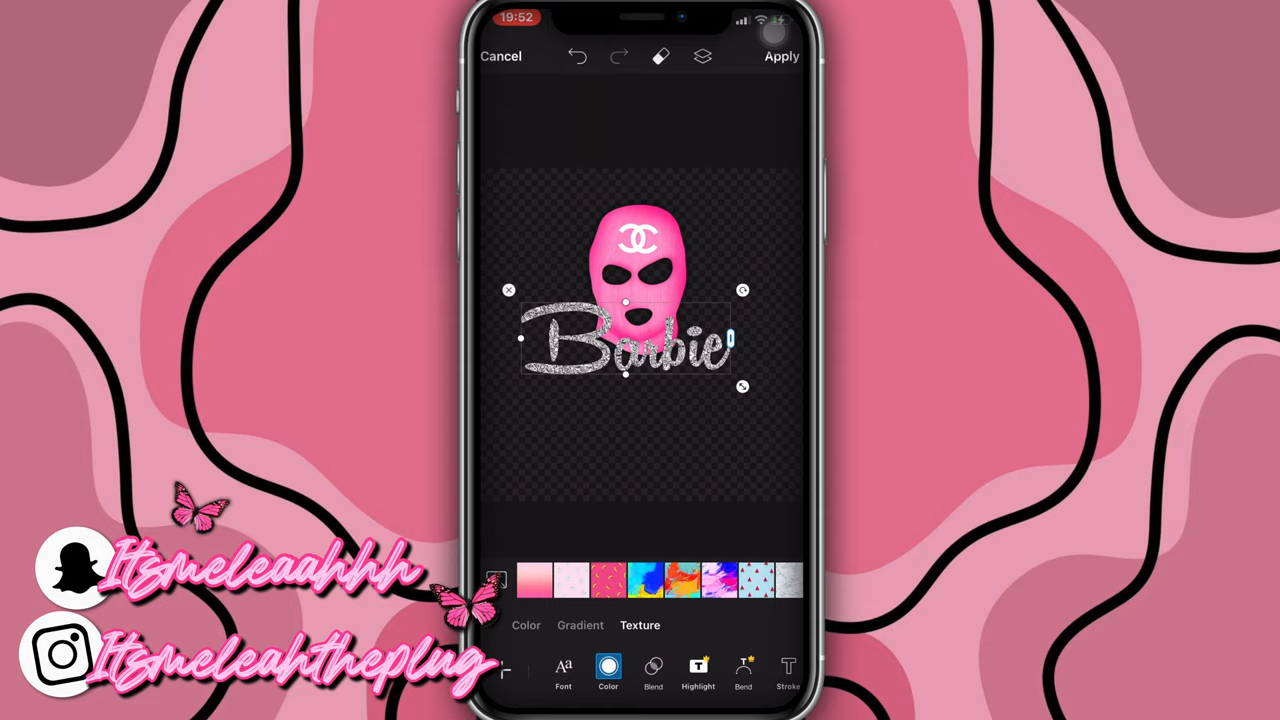 19:52
Cancel
Apply
Barbie
Color Gradient Texture
Font Color Blend Highlight Bend Stroke
Itsmeleaahhh
Itsmeleahtheplug